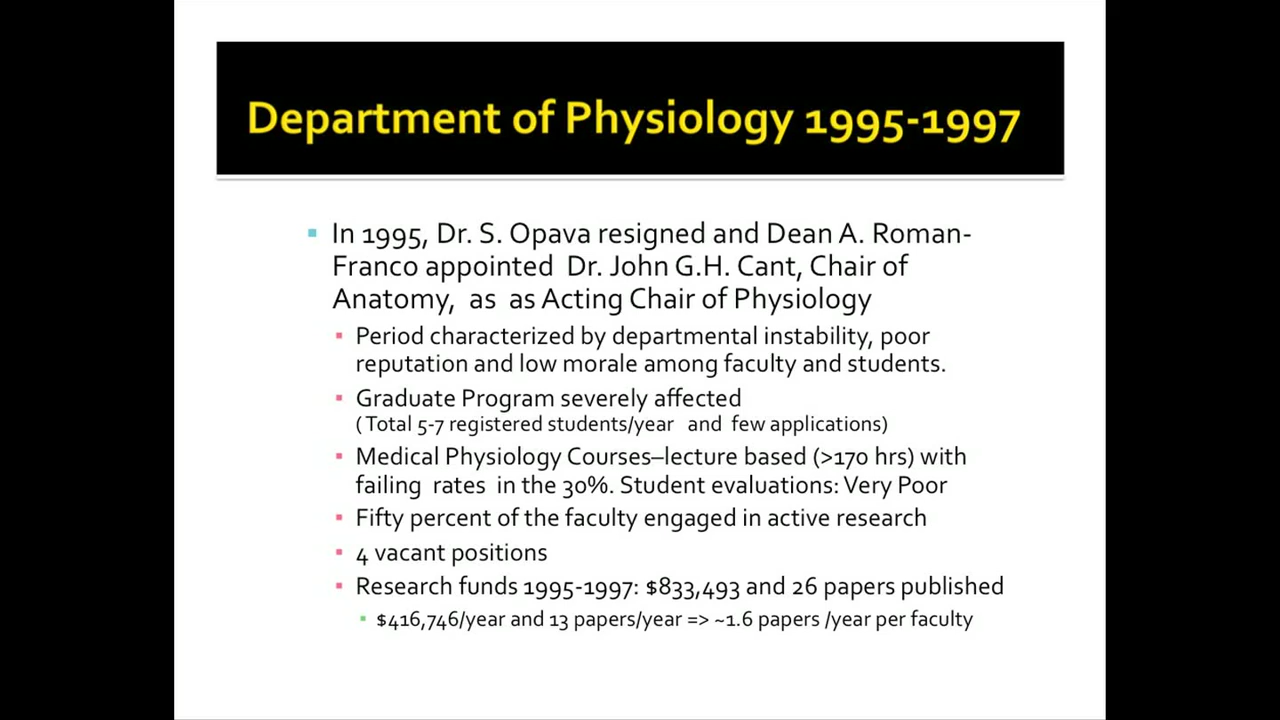 Department of Physiology 1995-1997
▪ In 1995, Dr. S. Opava resigned and Dean A. Roman-
Franco appointed Dr. John G.H. Cant, Chair of
Anatomy, as as Acting Chair of Physiology
▪ Period characterized by departmental instability, poor
reputation and low morale among faculty and students.
▪ Graduate Program severely affected
( Total 5-7 registered students/year and few applications)
▪ Medical Physiology Courses–lecture based (>170 hrs) with
failing rates in the 30%. Student evaluations: Very Poor
▪ Fifty percent of the faculty engaged in active research
▪ 4 vacant positions
▪ Research funds 1995-1997: $833,493 and 26 papers published
▪ $416,746/year and 13 papers/year => ~1.6 papers /year per faculty